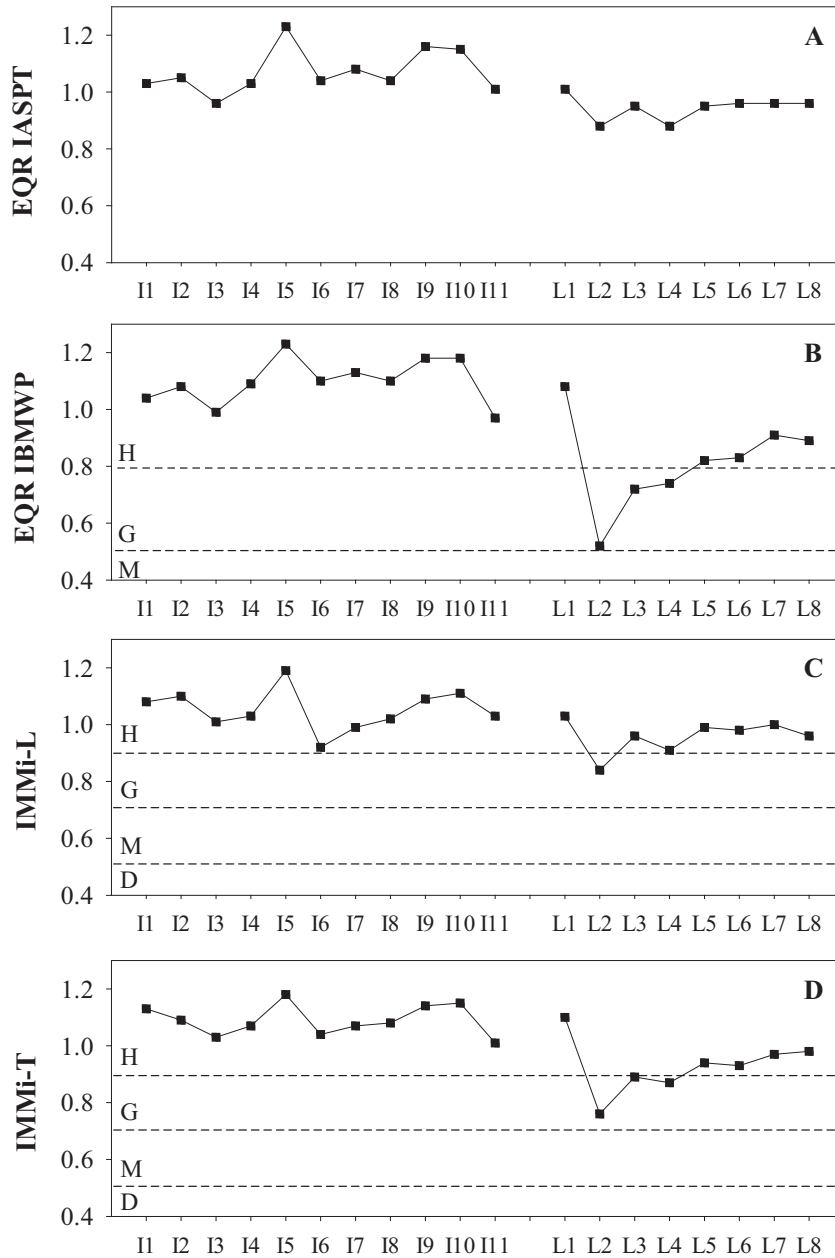 A
EQR IASPT
1.2
1.0
0.8
0.6
0.4
I1 I2 I3 I4 I5 I6 I7 I8 I9 I10 I11 L1 L2 L3 L4 L5 L6 L7 L8
B
EQR IBMWP
1.2
1.0
0.8
0.6
0.4
H
G
M
I1 I2 I3 I4 I5 I6 I7 I8 I9 I10 I11 L1 L2 L3 L4 L5 L6 L7 L8
C
IMMi-L
1.2
1.0
0.8
0.6
0.4
H
G
M
D
I1 I2 I3 I4 I5 I6 I7 I8 I9 I10 I11 L1 L2 L3 L4 L5 L6 L7 L8
D
IMMi-T
1.2
1.0
0.8
0.6
0.4
H
G
M
D
I1 I2 I3 I4 I5 I6 I7 I8 I9 I10 I11 L1 L2 L3 L4 L5 L6 L7 L8